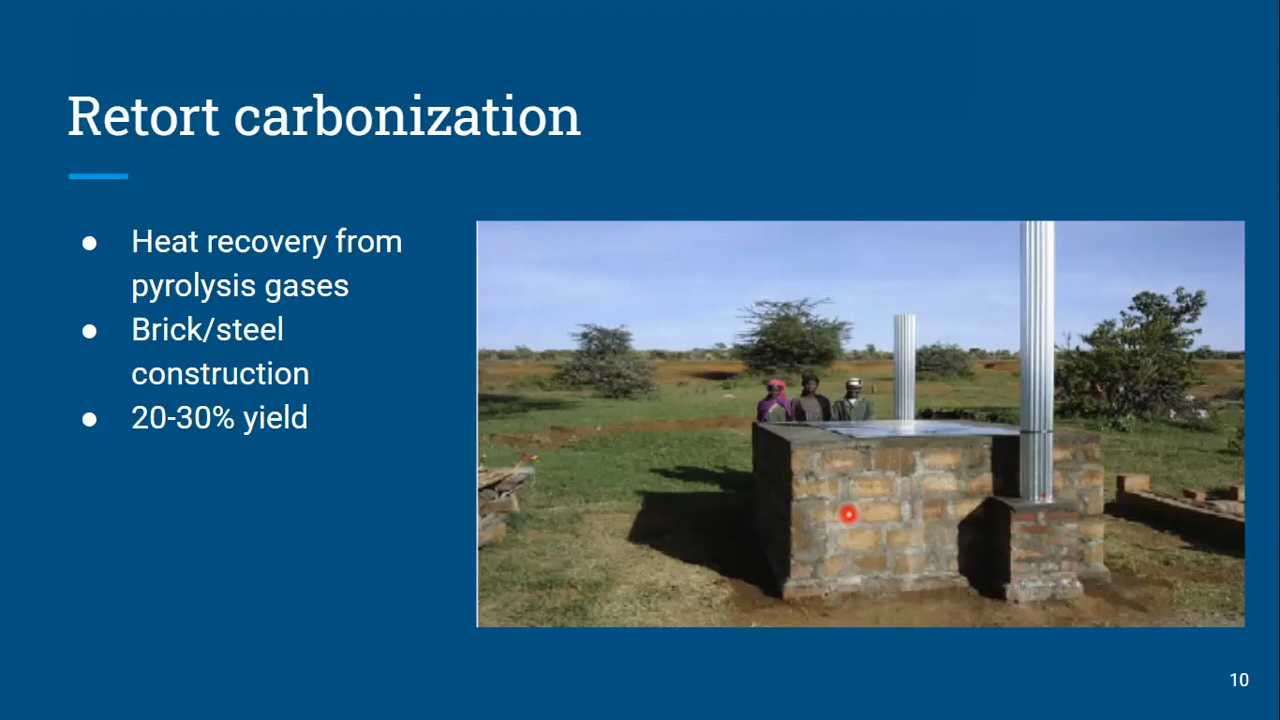 Retort carbonization
● Heat recovery from
pyrolysis gases
● Brick/steel
construction
● 20-30% yield
10